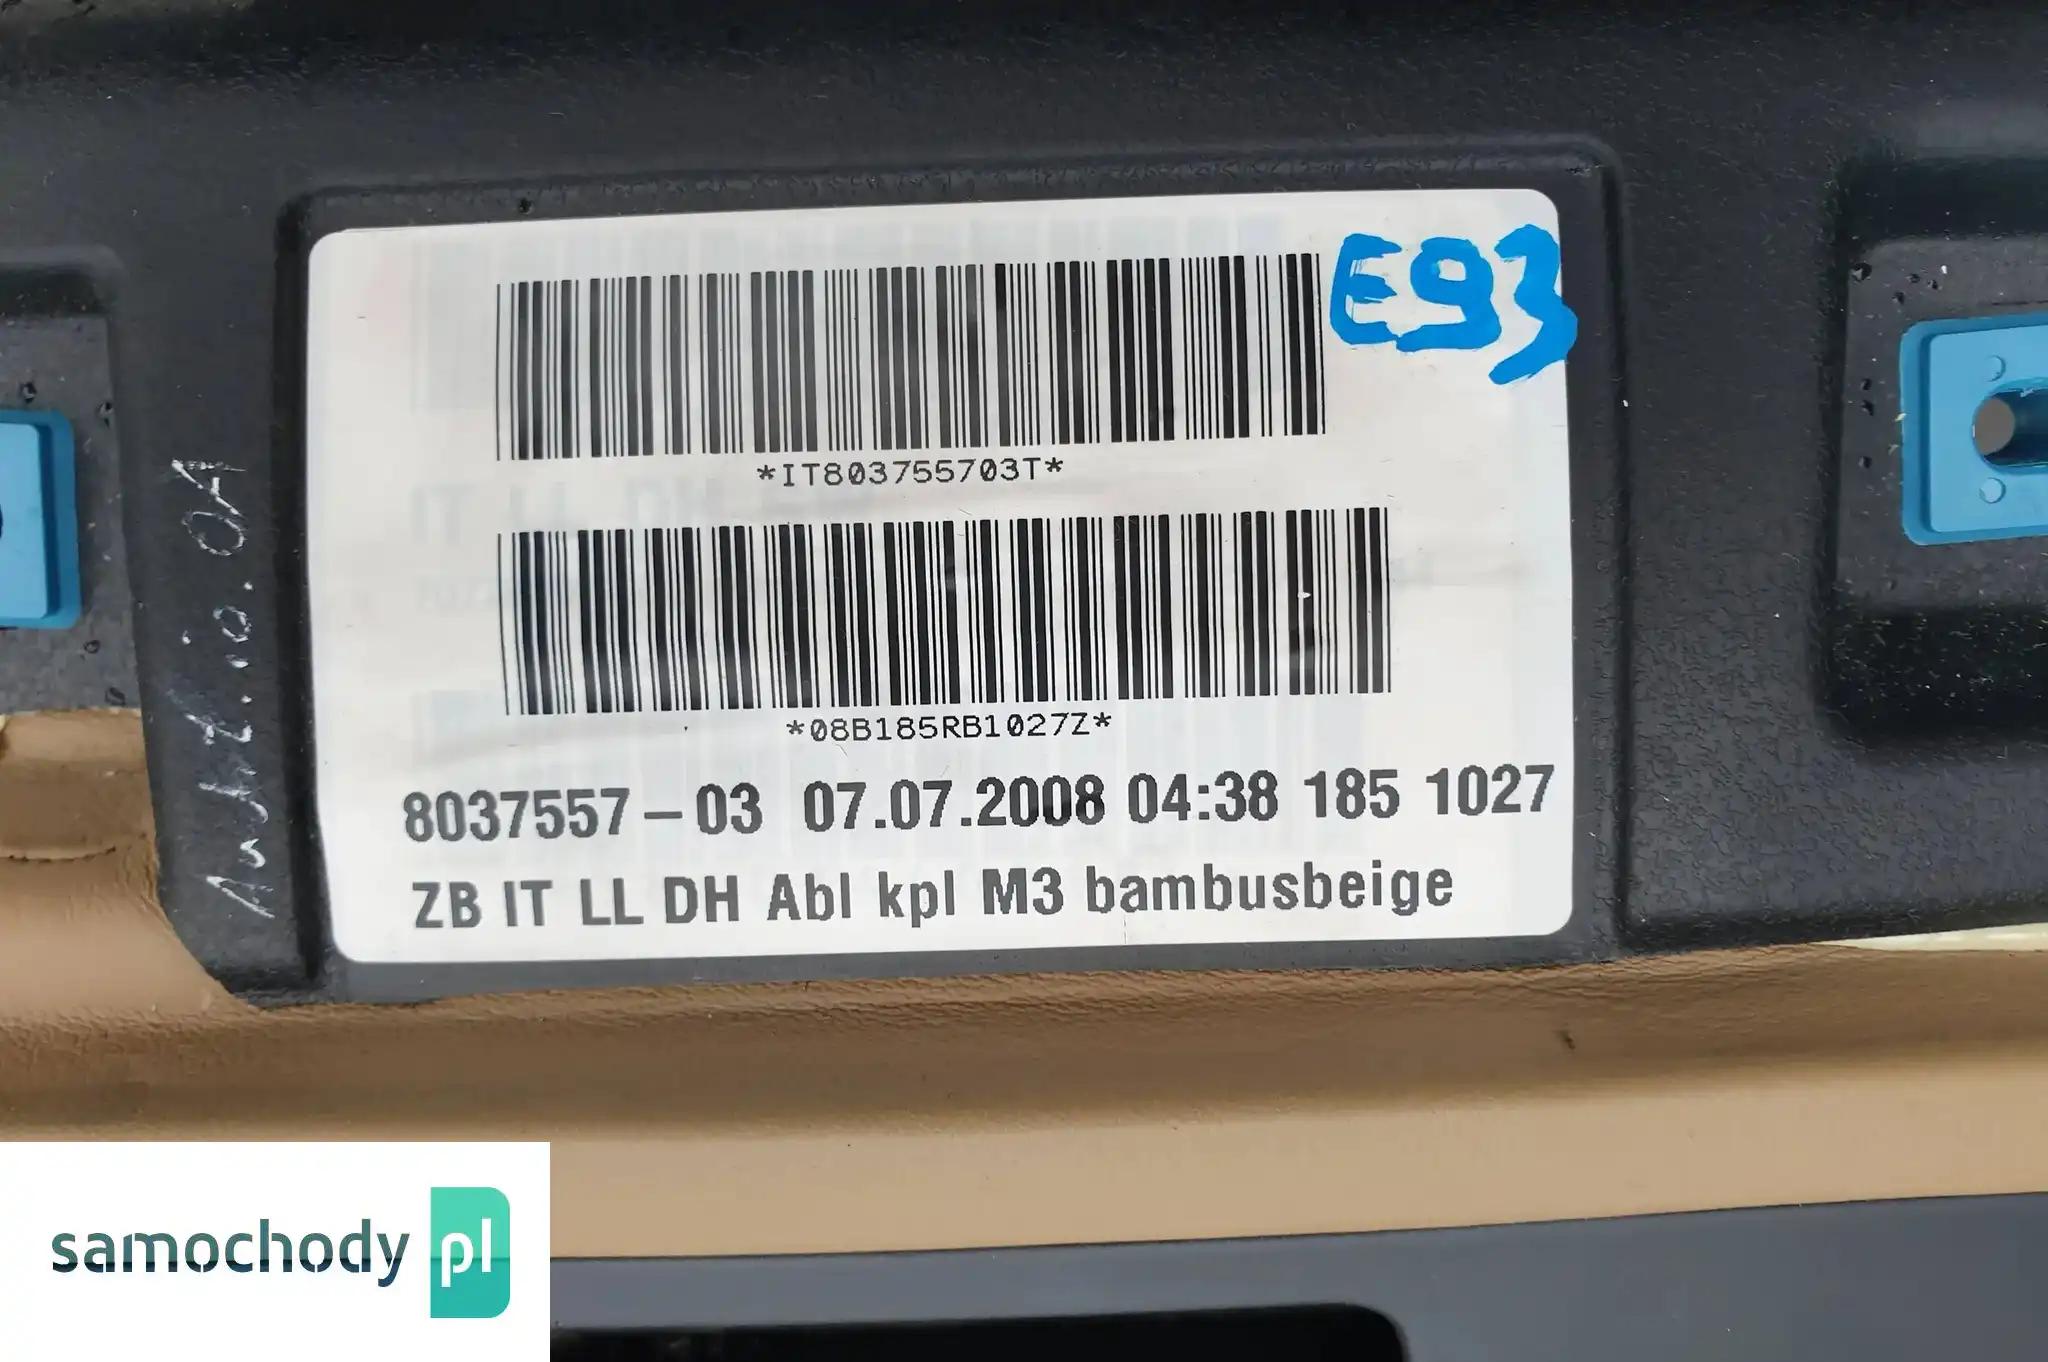 E93
*IT803755703T*
*08B185RB1027Z*
8037557-03 07.07.2008 04:38 185 1027
ZB IT LL DH Abl kpl M3 bambusbeige
samochody pl